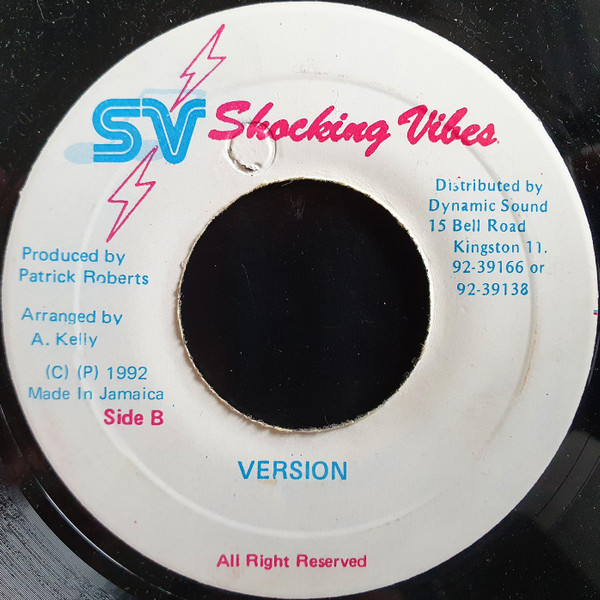 SV Shocking Vibes
Distributed by
Dynamic Sound
15 Bell Road
Kingston 11.
92-39166 or
92-39138
Produced by
Patrick Roberts
Arranged by
A. Kelly
(C) (P) 1992
Made In Jamaica
Side B
VERSION
All Right Reserved